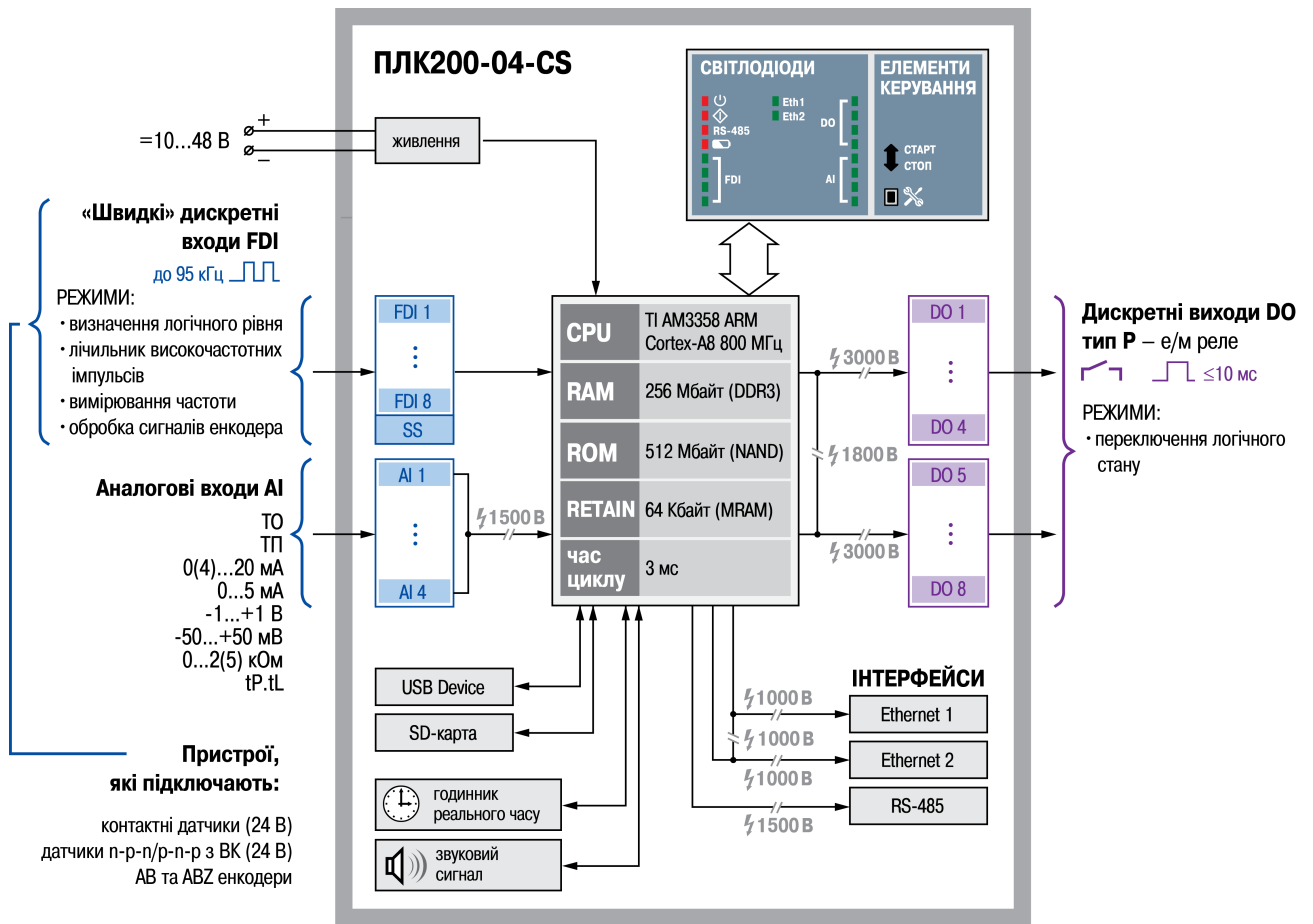 ПЛК200-04-CS
СВІТЛОДІОДИ
Eth1
Eth2
RS-485
FDI
DO
AI
ЕЛЕМЕНТИ
КЕРУВАННЯ
СТАРТ
СТОП
=10...48 В
+
–
живлення
«Швидкі» дискретні
входи FDI
до 95 кГц
РЕЖИМИ:
· визначення логічного рівня
· лічильник високочастотних
імпульсів
· вимірювання частоти
· обробка сигналів енкодера
FDI 1
FDI 8
SS
Аналогові входи AI
ТО
ТП
0(4)...20 мА
0...5 мА
-1...+1 В
-50...+50 мВ
0...2(5) кОм
tP.tL
AI 1
AI 4
1500 В
CPU
TI AM3358 ARM
Cortex-A8 800 МГц
RAM
256 Мбайт (DDR3)
ROM
512 Мбайт (NAND)
RETAIN
64 Кбайт (MRAM)
час
циклу
3 мс
3000 В
1800 В
3000 В
DO 1
DO 4
DO 5
DO 8
Дискретні виходи DO
тип Р – е/м реле
≤10 мс
РЕЖИМИ:
· переключення логічного
стану
Пристрої,
які підключають:
контактні датчики (24 В)
датчики n-p-n/p-n-p з ВК (24 В)
АВ та ABZ енкодери
USB Device
SD-карта
годинник
реального часу
звуковий
сигнал
ІНТЕРФЕЙСИ
1000 В
Ethernet 1
1000 В
Ethernet 2
1000 В
RS-485
1500 В